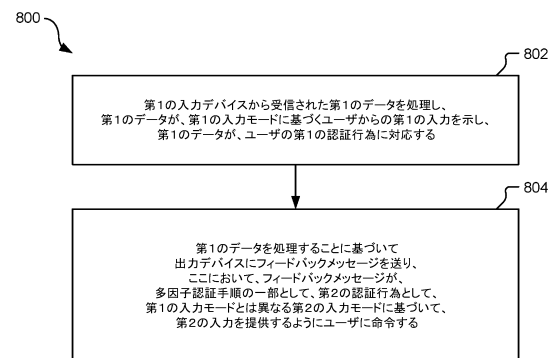 800
802
第1の入力デバイスから受信された第1のデータを処理し、
第1のデータが、第1の入力モードに基づくユーザからの第1の入力を示し、
第1のデータが、ユーザの第1の認証行為に対応する
804
第1のデータを処理することに基づいて
出力デバイスにフィードバックメッセージを送り、
ここにおいて、フィードバックメッセージが、
多因子認証手順の一部として、第2の認証行為として、
第1の入力モードとは異なる第2の入力モードに基づいて、
第2の入力を提供するようにユーザに命令する